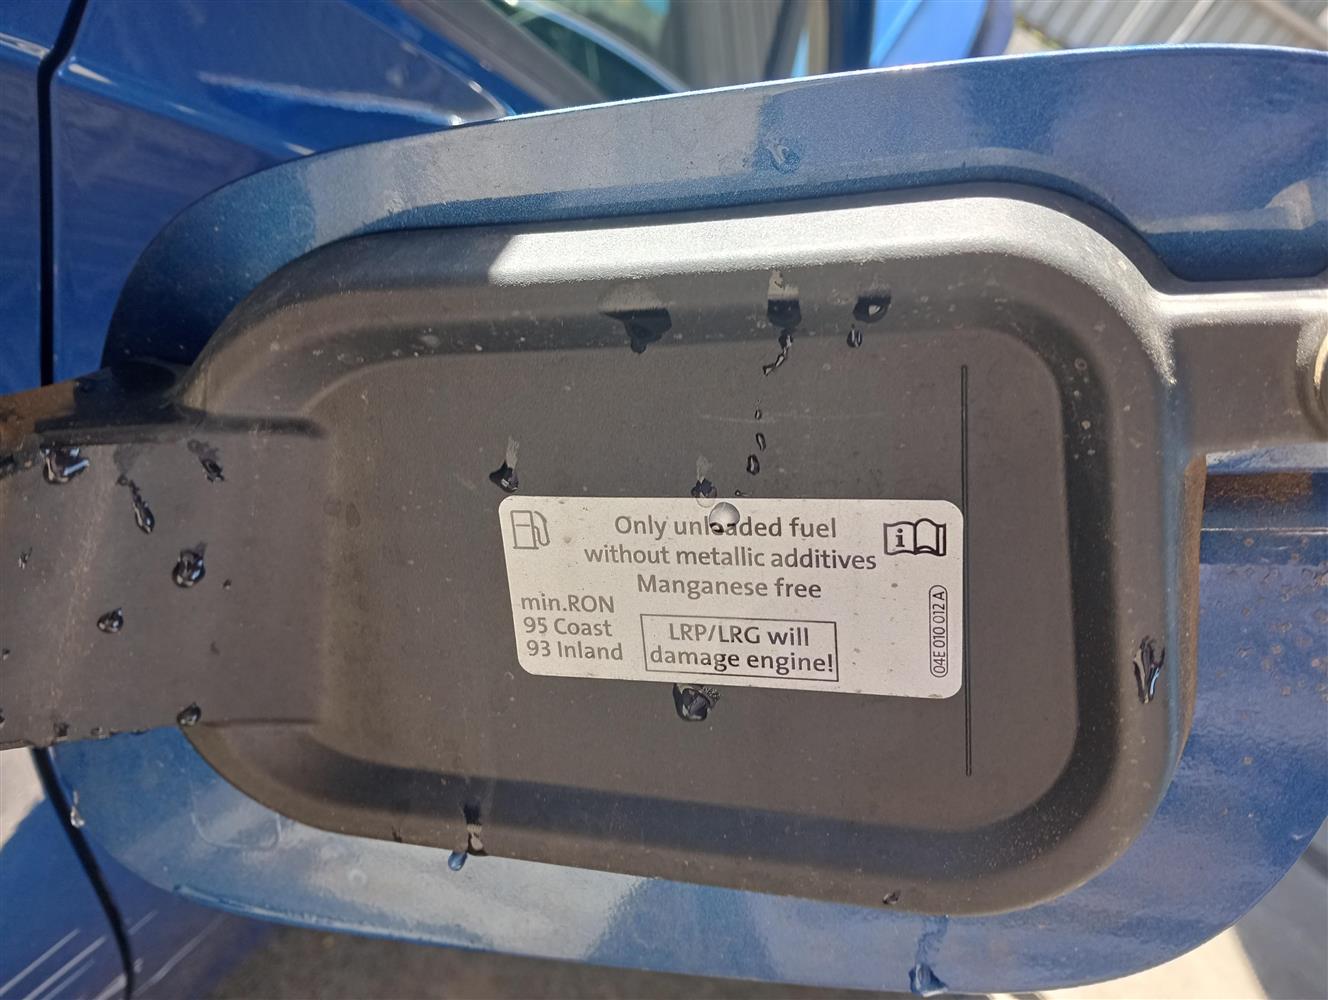 Only unleaded fuel
without metallic additives
Manganese free
min.RON
95 Coast
93 Inland
LRP/LRG will
damage engine!
04E 010 012 A
i